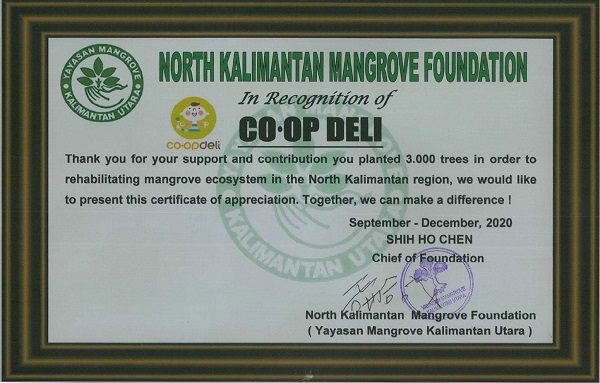 YAYASAN MANGROVE
KALIMANTAN UTARA
NORTH KALIMANTAN MANGROVE FOUNDATION
In Recognition of
co·opdeli
CO·OP DELI
Thank you for your support and contribution you planted 3.000 trees in order to
rehabilitating mangrove ecosystem in the North Kalimantan region, we would like
to present this certificate of appreciation. Together, we can make a difference !
September - December, 2020
SHIH HO CHEN
Chief of Foundation
North Kalimantan Mangrove Foundation
( Yayasan Mangrove Kalimantan Utara )